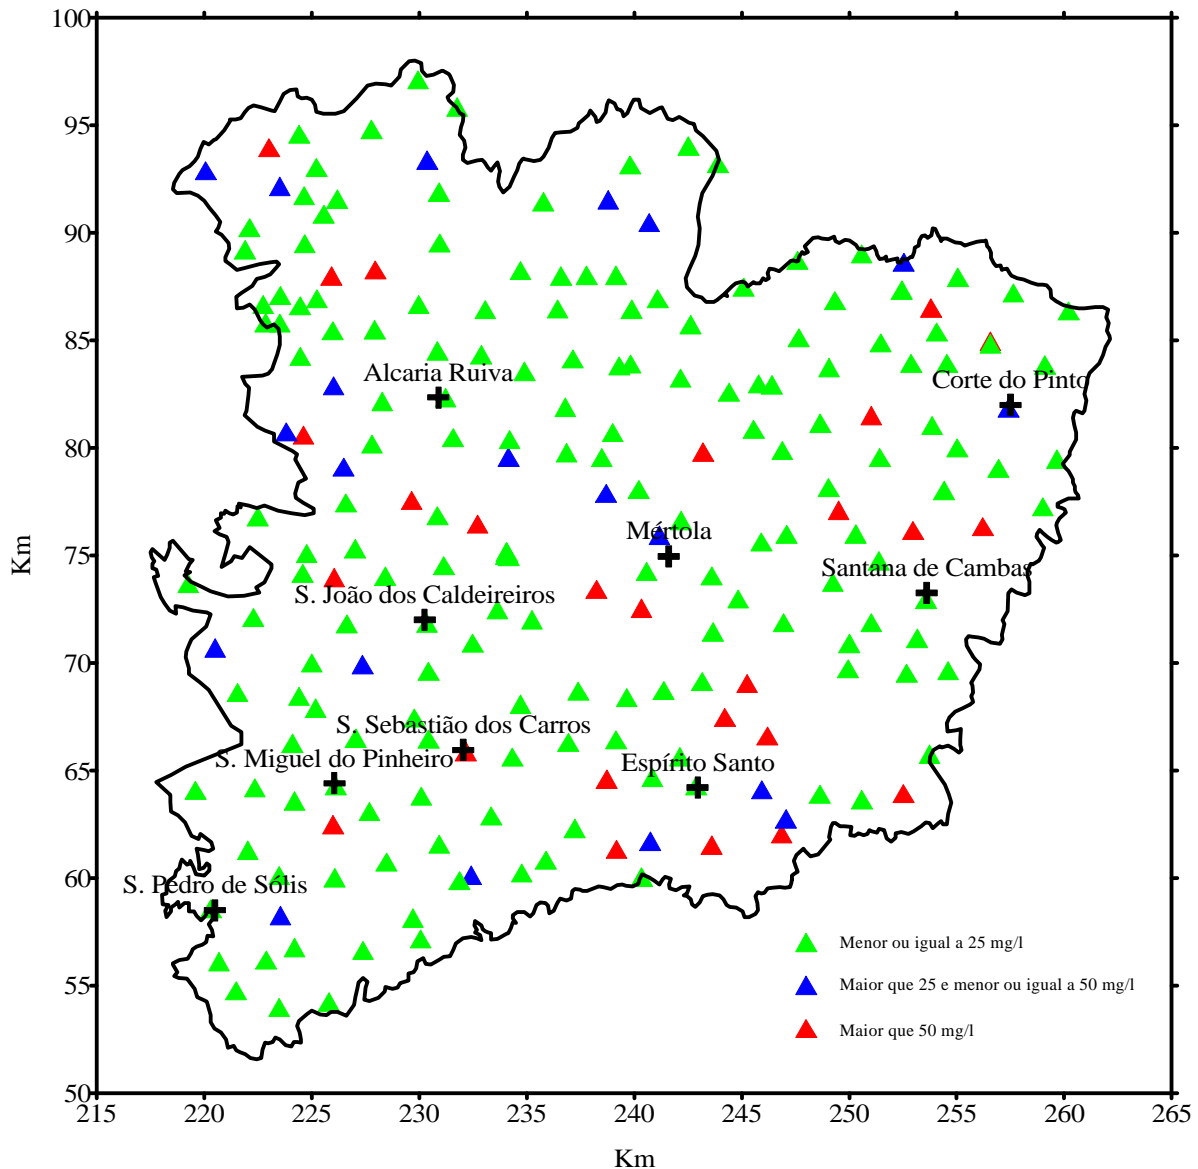 100
95
90
85
80
75
70
65
60
55
50
Km
Alcaria Ruiva
Corte do Pinto
Mértola
Santana de Cambas
S. João dos Caldeireiros
S. Sebastião dos Carros
S. Miguel do Pinheiro
Espírito Santo
S. Pedro de Sólis
Menor ou igual a 25 mg/l
Maior que 25 e menor ou igual a 50 mg/l
Maior que 50 mg/l
215 220 225 230 235 240 245 250 255 260 265
Km